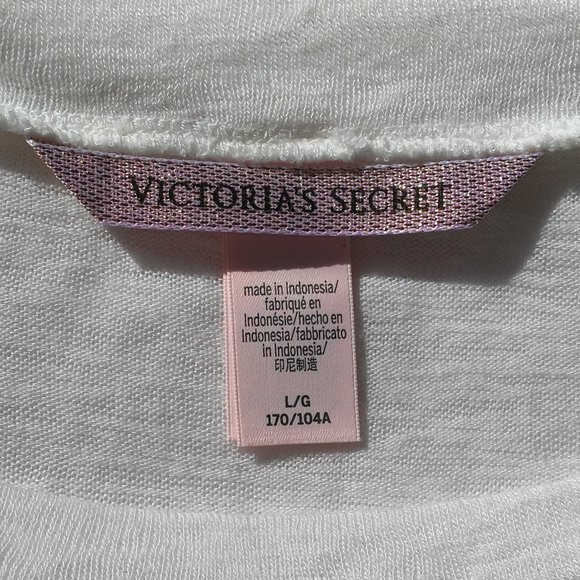 VICTORIA'S SECRET
made in Indonesia/
fabriqué en
Indonésie/hecho en
Indonesia/fabbricato
in Indonesia/
印尼制造
L/G
170/104A